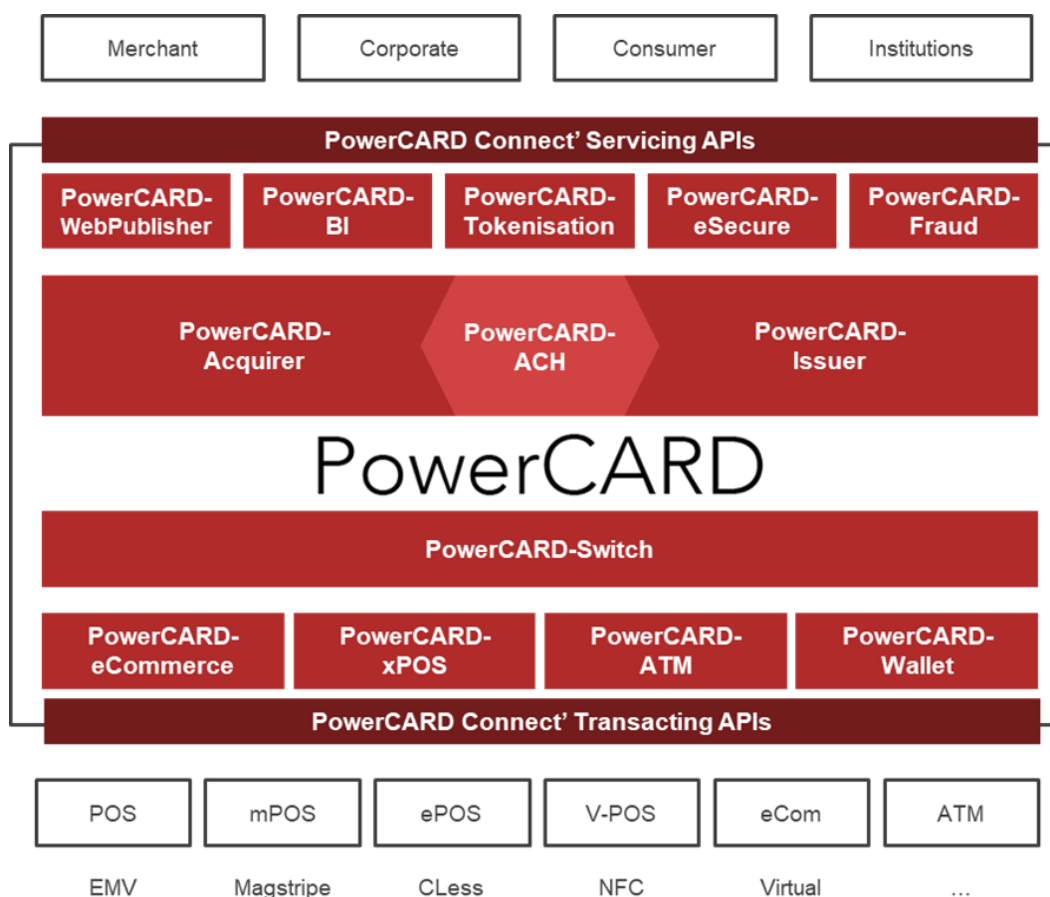 Merchant
Corporate
Consumer
Institutions
PowerCARD Connect' Servicing APIs
PowerCARD-
WebPublisher
PowerCARD-
BI
PowerCARD-
Tokenisation
PowerCARD-
eSecure
PowerCARD-
Fraud
PowerCARD-
Acquirer
PowerCARD-
ACH
PowerCARD-
Issuer
PowerCARD
PowerCARD-Switch
PowerCARD-
eCommerce
PowerCARD-
xPOS
PowerCARD-
ATM
PowerCARD-
Wallet
PowerCARD Connect' Transacting APIs
POS
mPOS
ePOS
V-POS
eCom
ATM
EMV
Magstripe
CLess
NFC
Virtual
...